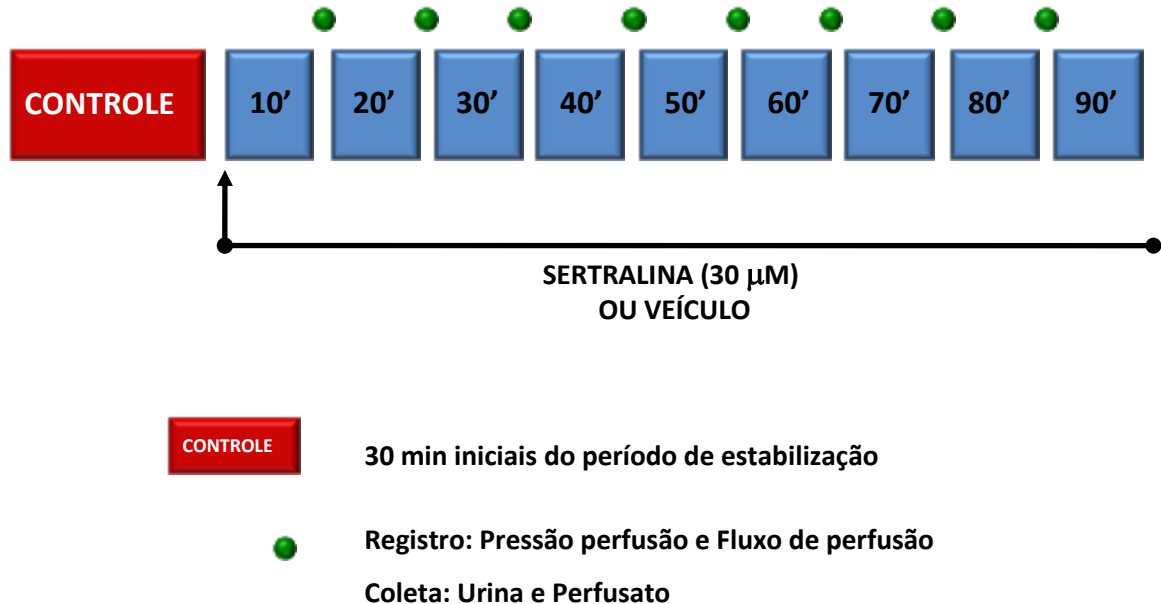 CONTROLE
10’
20’
30’
40’
50’
60’
70’
80’
90’
SERTRALINA (30 μM)
OU VEÍCULO
CONTROLE
30 min iniciais do período de estabilização
Registro: Pressão perfusão e Fluxo de perfusão
Coleta: Urina e Perfusato